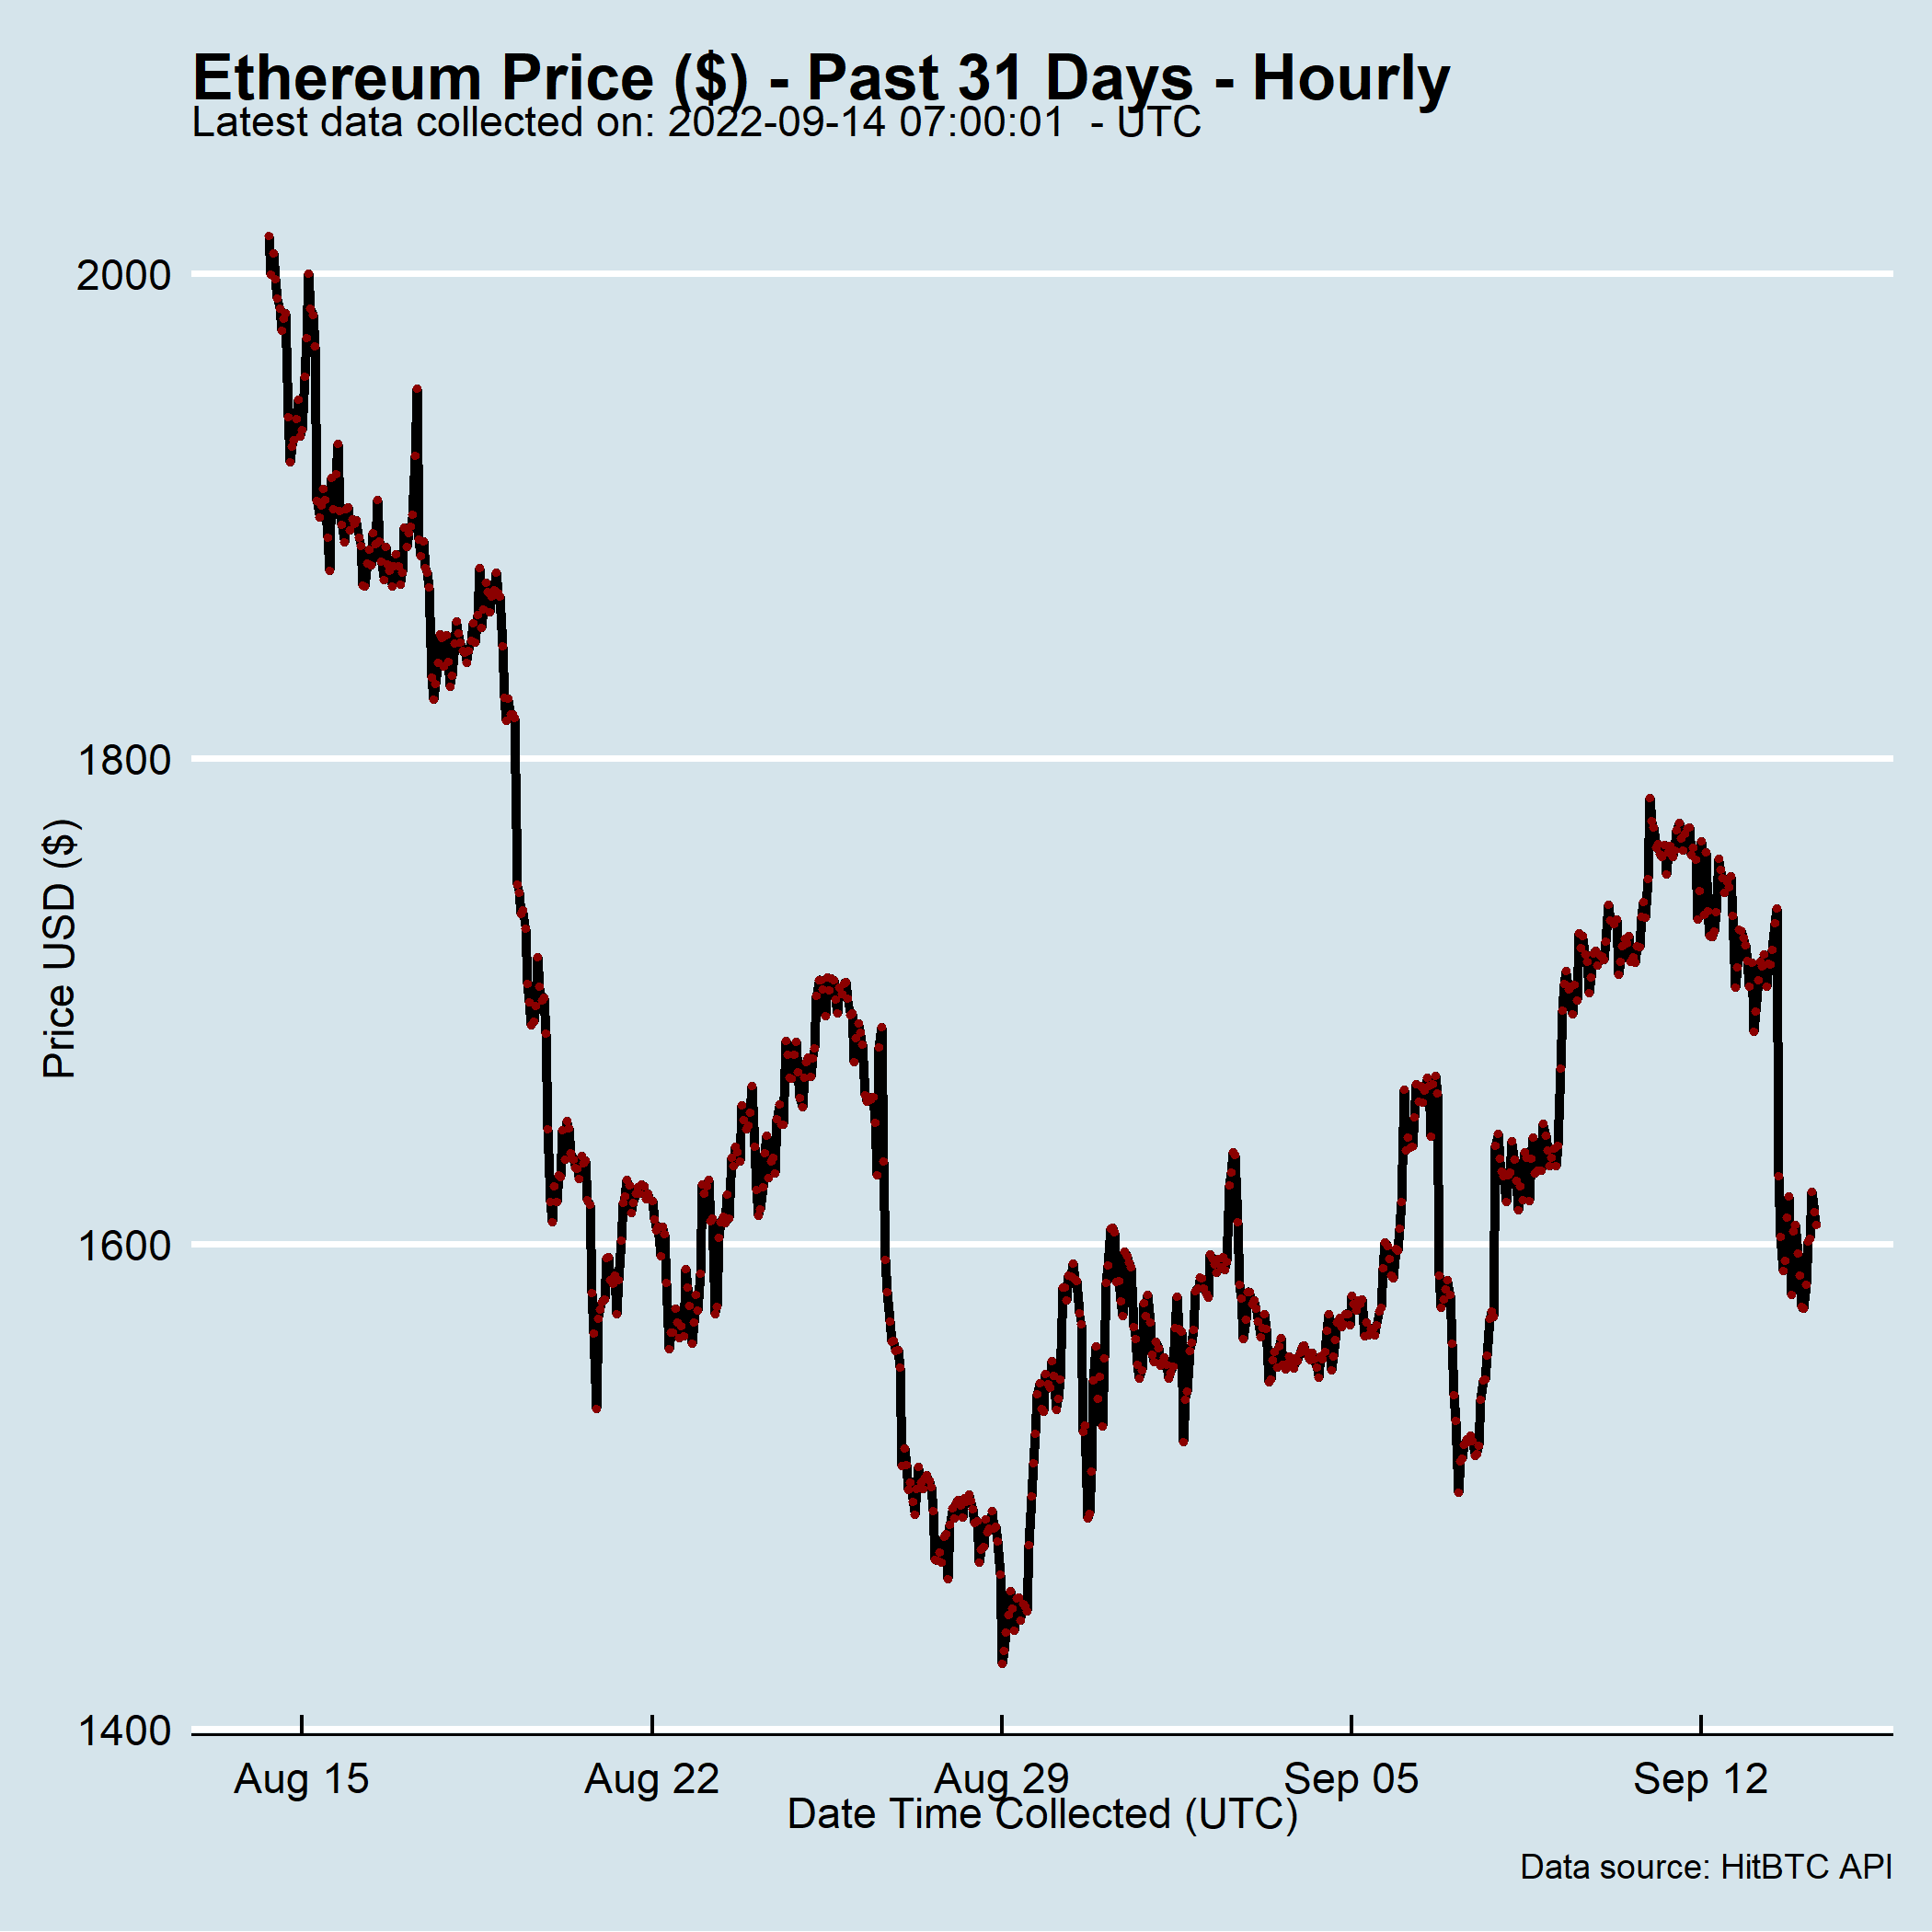 Ethereum Price ($) - Past 31 Days - Hourly
Latest data collected on: 2022-09-14 07:00:01  - UTC
2000
1800
1600
1400
Price USD ($)
Aug 15
Aug 22
Aug 29
Sep 05
Sep 12
Date Time Collected (UTC)
Data source: HitBTC API